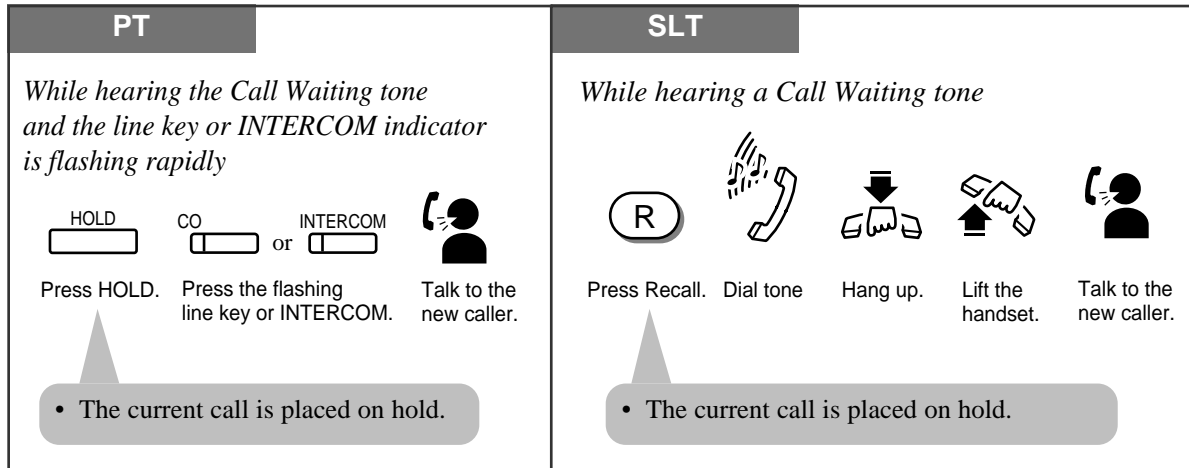 PT
While hearing the Call Waiting tone
and the line key or INTERCOM indicator
is flashing rapidly
HOLD
CO
or
INTERCOM
Press HOLD.
Press the flashing
line key or INTERCOM.
Talk to the
new caller.
• The current call is placed on hold.
SLT
While hearing a Call Waiting tone
R
Press Recall.
Dial tone
Hang up.
Lift the
handset.
Talk to the
new caller.
• The current call is placed on hold.